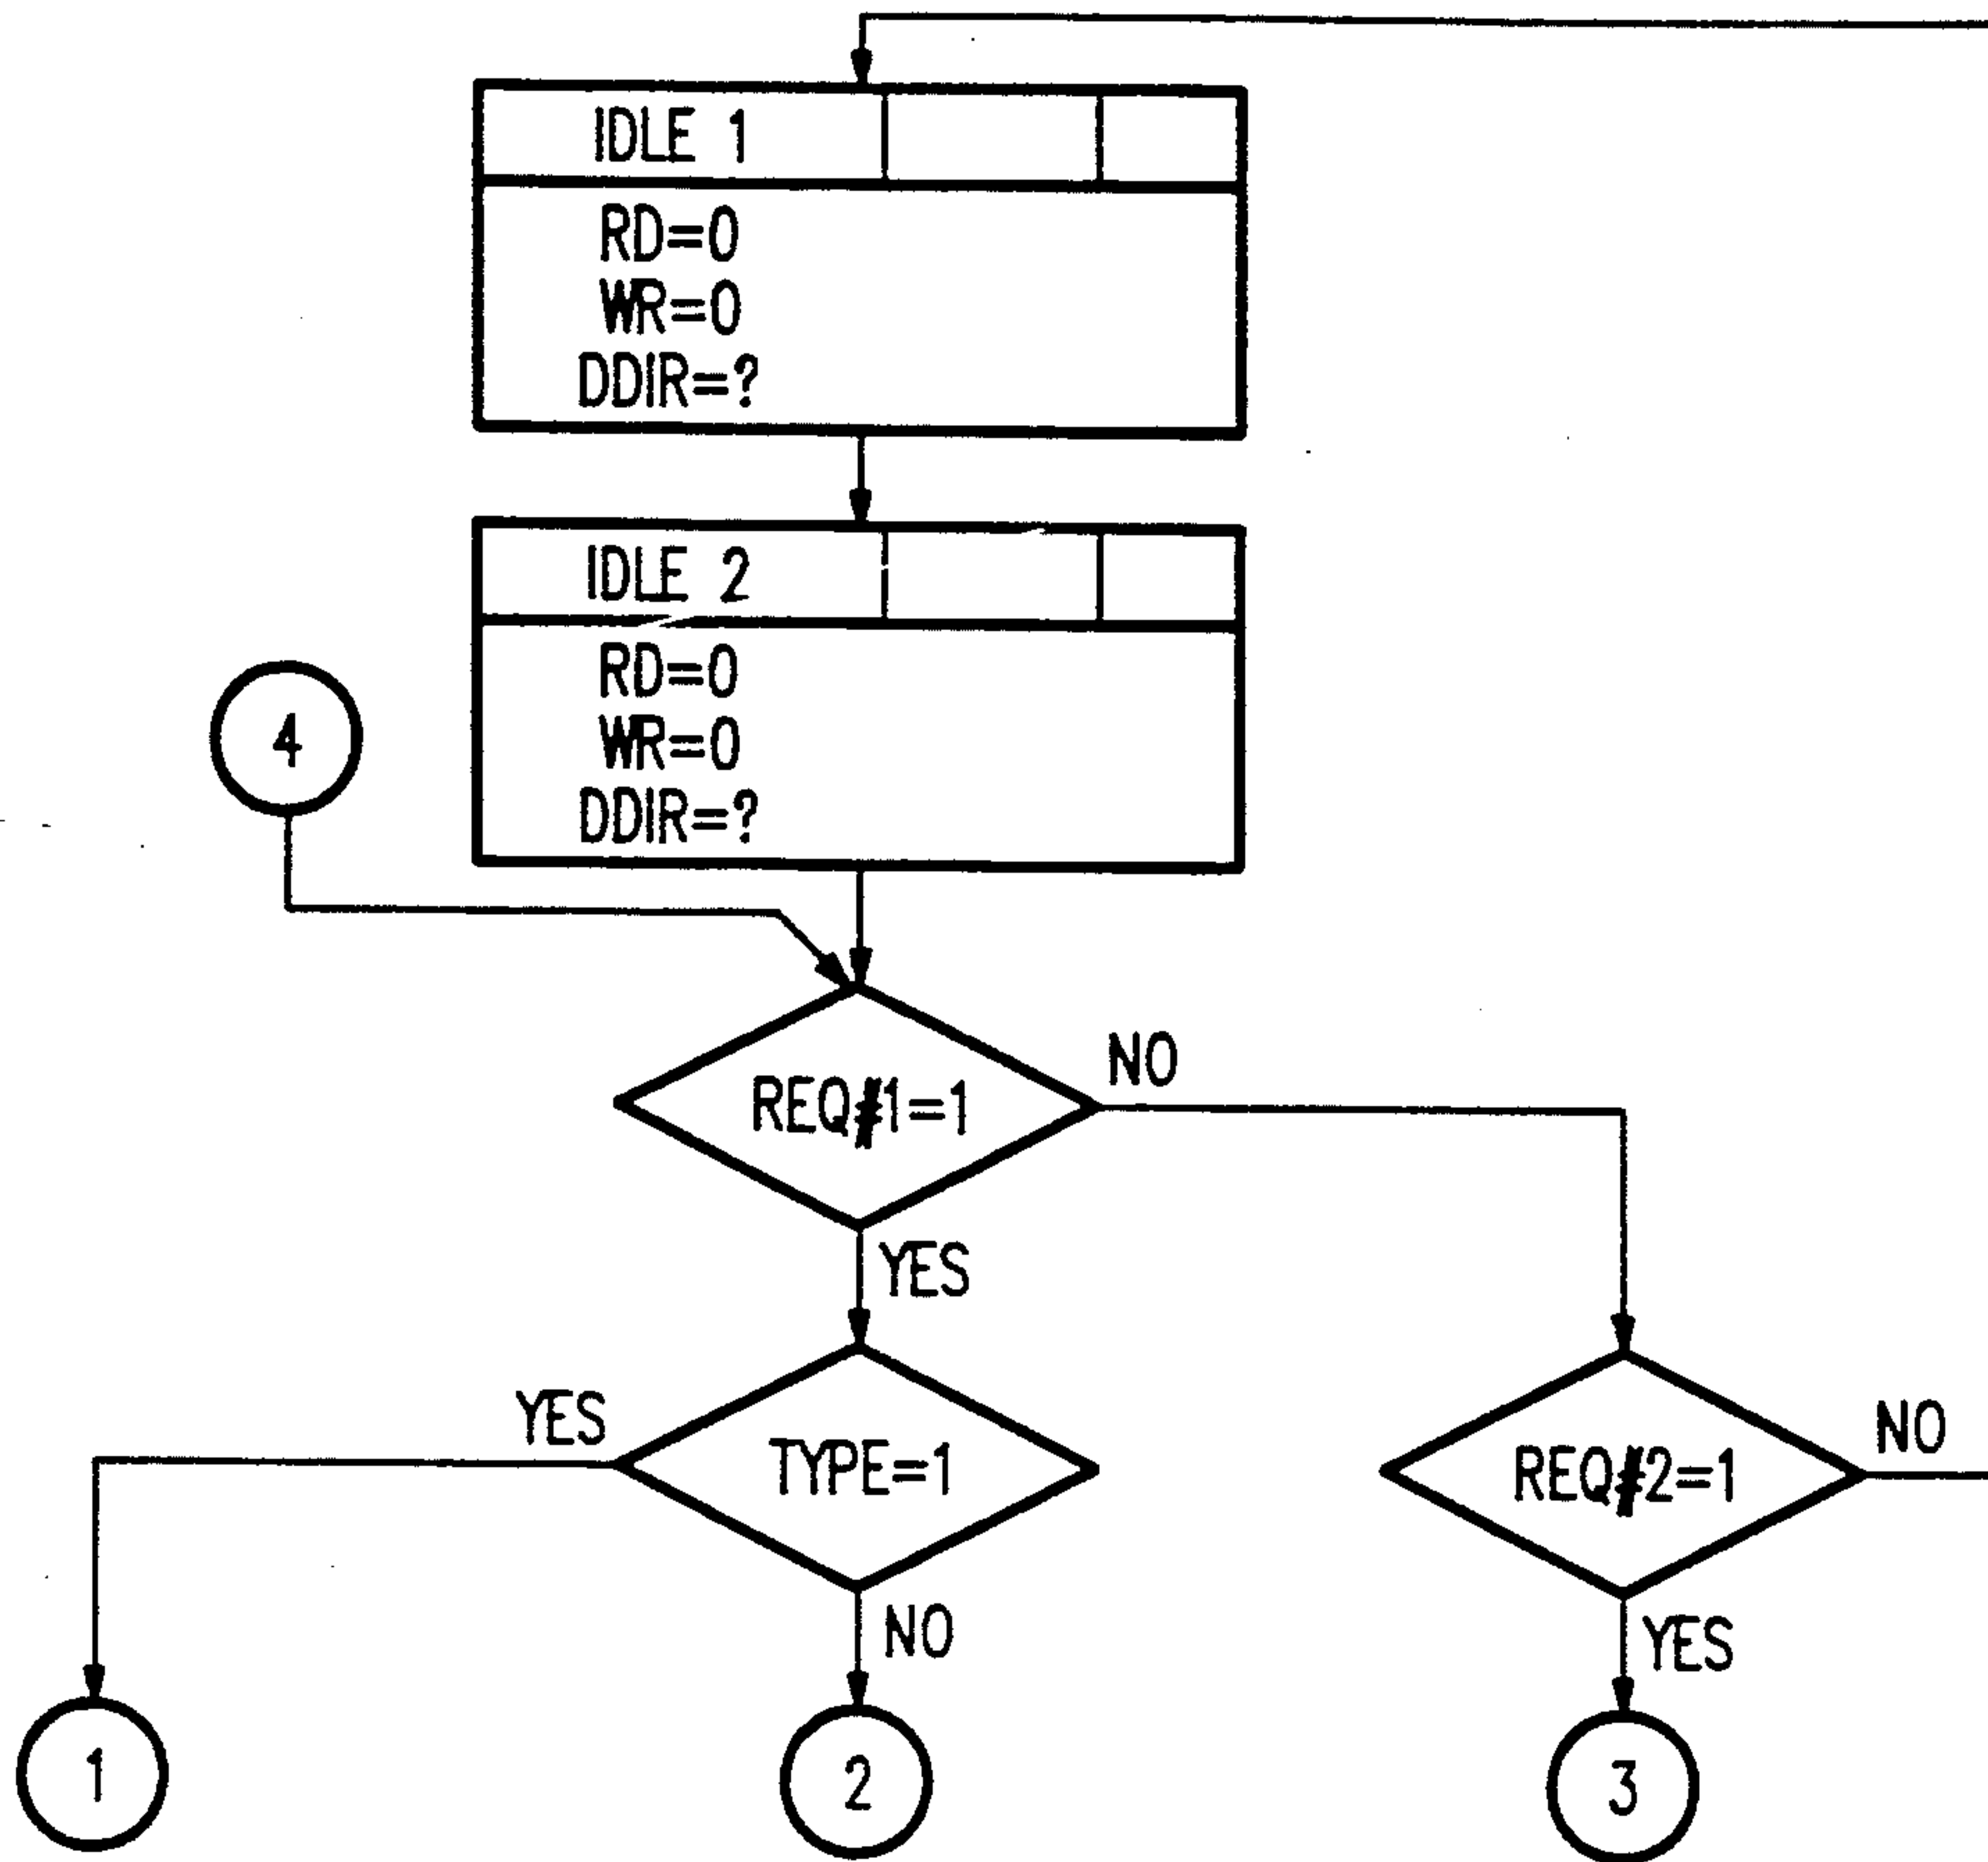 IDLE 1
RD=0
WR=0
DDIR=?
IDLE 2
RD=0
WR=0
DDIR=?
4
REQ#1=1
NO
YES
YES
TYPE=1
NO
REQ#2=1
NO
YES
1
2
3